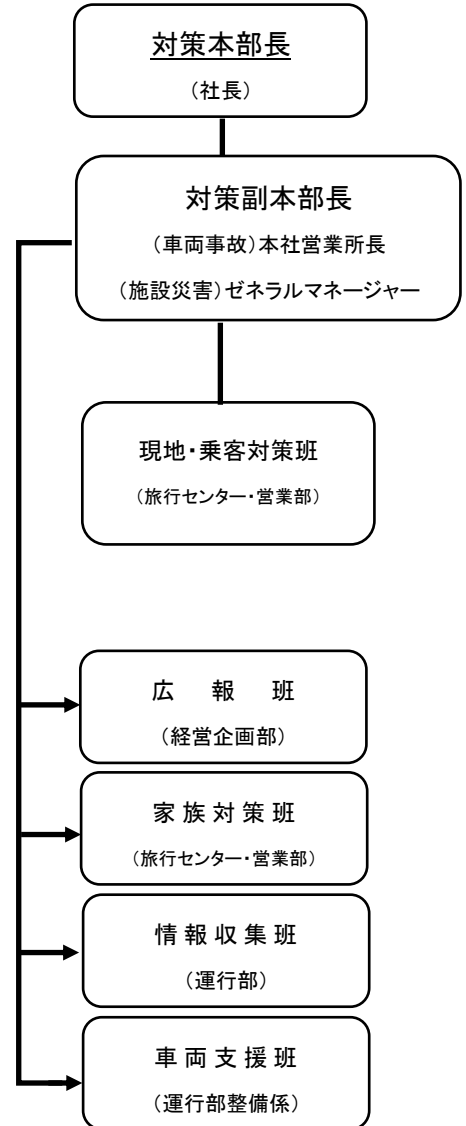 対策本部長
（社長）
対策副本部長
（車両事故）本社営業所長
（施設災害）ゼネラルマネージャー
現地・乗客対策班
（旅行センター・営業部）
広　報　班
（経営企画部）
家 族 対 策 班
（旅行センター・営業部）
情 報 収 集 班
（運行部）
車 両 支 援 班
（運行部整備係）